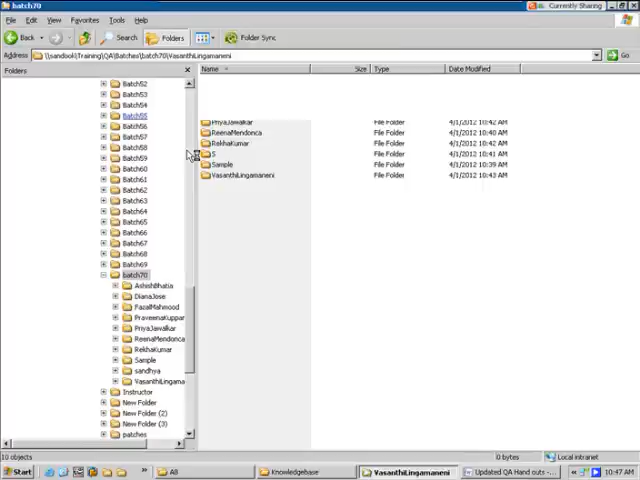 batch70
Currently Sharing
File Edit View Favorites Tools Help
Back Search Folders Folder Sync
Address \\sandooli\Training\QA\Batches\batch70\VasanthiLingamaneni Go
Folders
Name Size Type Date Modified
Batch52
Batch53
Batch54
Batch55
Batch56
Batch57
Batch58
Batch59
Batch60
Batch61
Batch62
Batch63
Batch64
Batch65
Batch66
Batch67
Batch68
Batch69
batch70
AshishBhatia
DianaJose
FazalMahmood
PraveenaKuppar
PriyaJawalkar
ReenaMendonca
RekhaKumar
Sample
sandhya
VasanthiLingama
Instructor
New Folder
New Folder (2)
New Folder (3)
patches
PriyaJawalkar File Folder 4/1/2012 10:42 AM
ReenaMendonca File Folder 4/1/2012 10:40 AM
RekhaKumar File Folder 4/1/2012 10:42 AM
S File Folder 4/1/2012 10:41 AM
Sample File Folder 4/1/2012 10:39 AM
VasanthiLingamaneni File Folder 4/1/2012 10:43 AM
10 objects 0 bytes Local intranet
Start All Knowledgebase VasanthiLingamaneni Updated QA Hand outs -... 10:47 AM